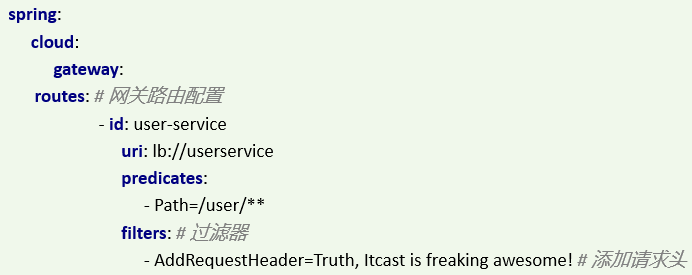 spring:
cloud:
gateway:
routes: # 网关路由配置
- id: user-service
uri: lb://userservice
predicates:
- Path=/user/**
filters: # 过滤器
- AddRequestHeader=Truth, Itcast is freaking awesome! # 添加请求头